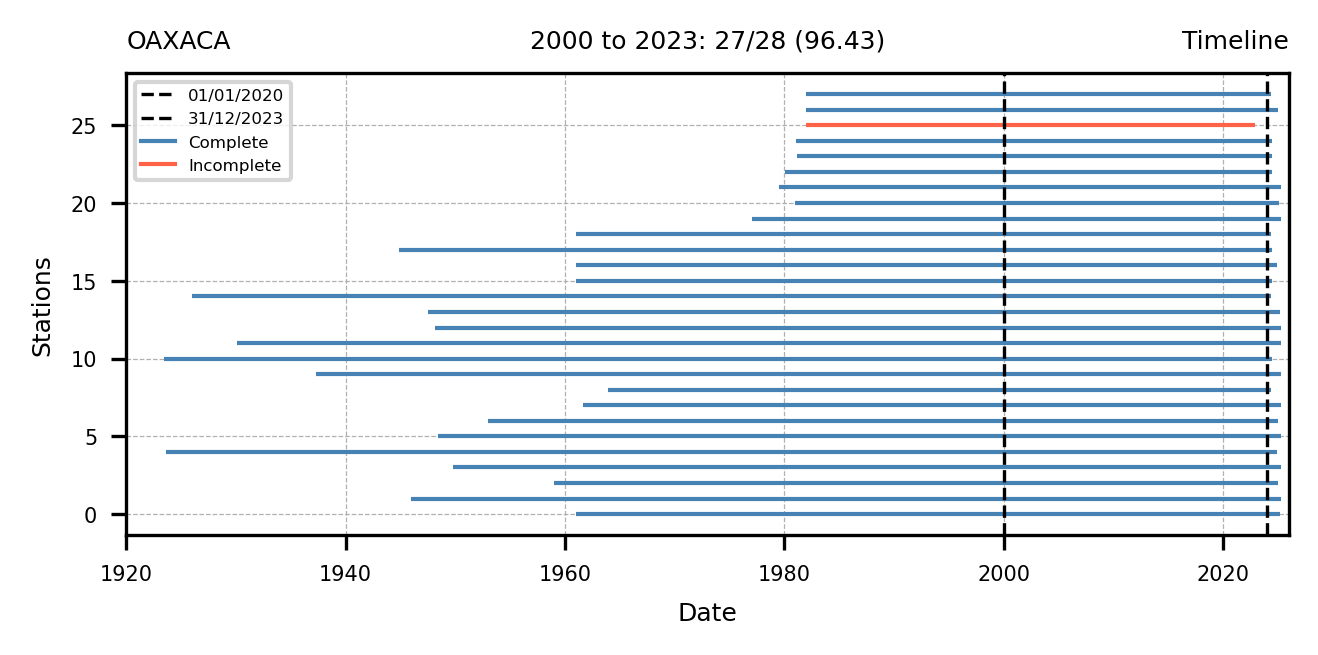 OAXACA 2000 to 2023: 27/28 (96.43) Timeline
01/01/2020
31/12/2023
Complete
Incomplete
25
20
15
10
5
0
Stations
1920 1940 1960 1980 2000 2020
Date